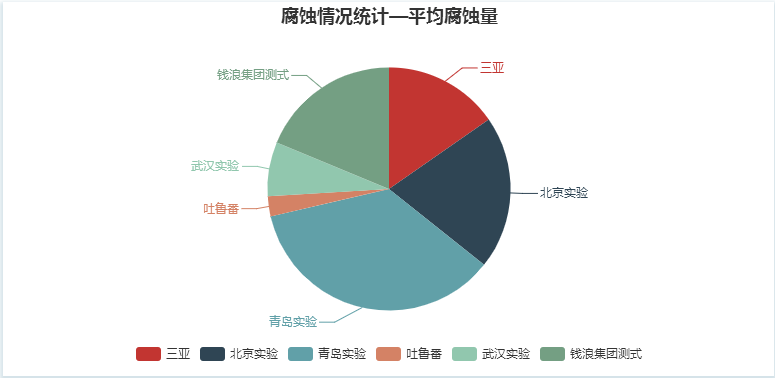 腐蚀情况统计—平均腐蚀量
钱浪集团测式
三亚
武汉实验
北京实验
吐鲁番
青岛实验
三亚 北京实验 青岛实验 吐鲁番 武汉实验 钱浪集团测式